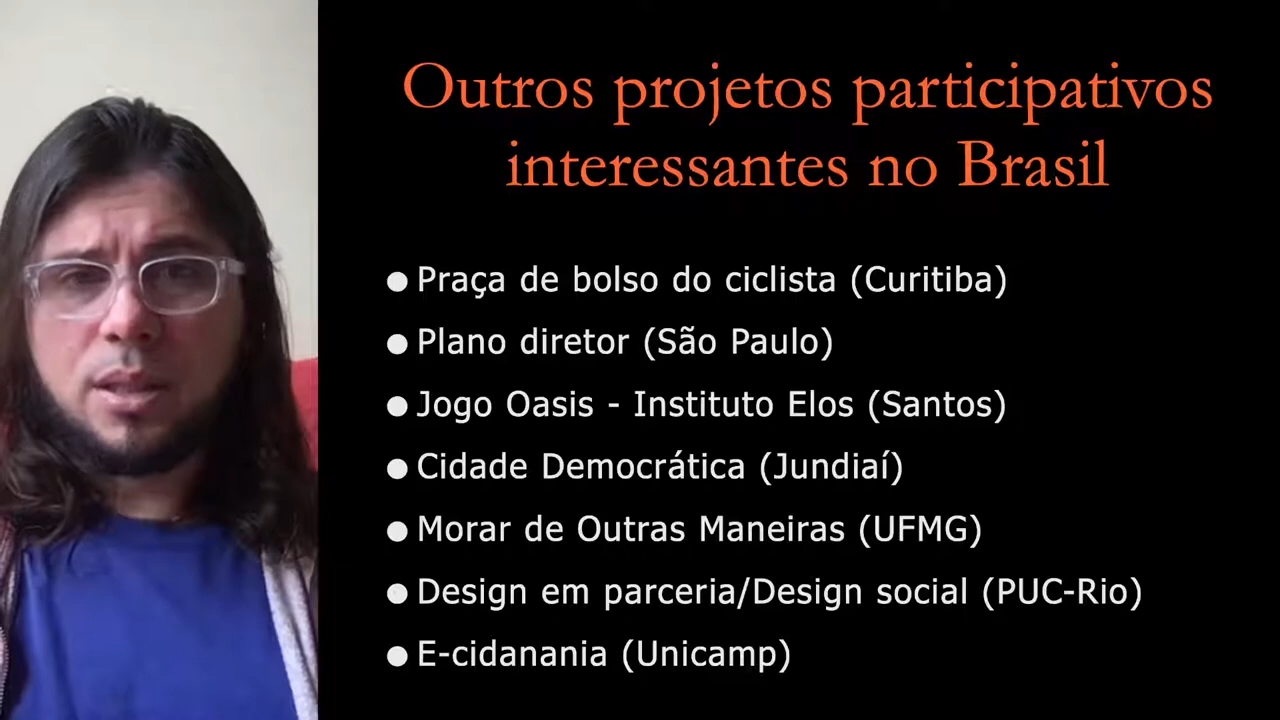 Outros projetos participativos
interessantes no Brasil
● Praça de bolso do ciclista (Curitiba)
● Plano diretor (São Paulo)
● Jogo Oasis - Instituto Elos (Santos)
● Cidade Democrática (Jundiaí)
● Morar de Outras Maneiras (UFMG)
● Design em parceria/Design social (PUC-Rio)
● E-cidanania (Unicamp)